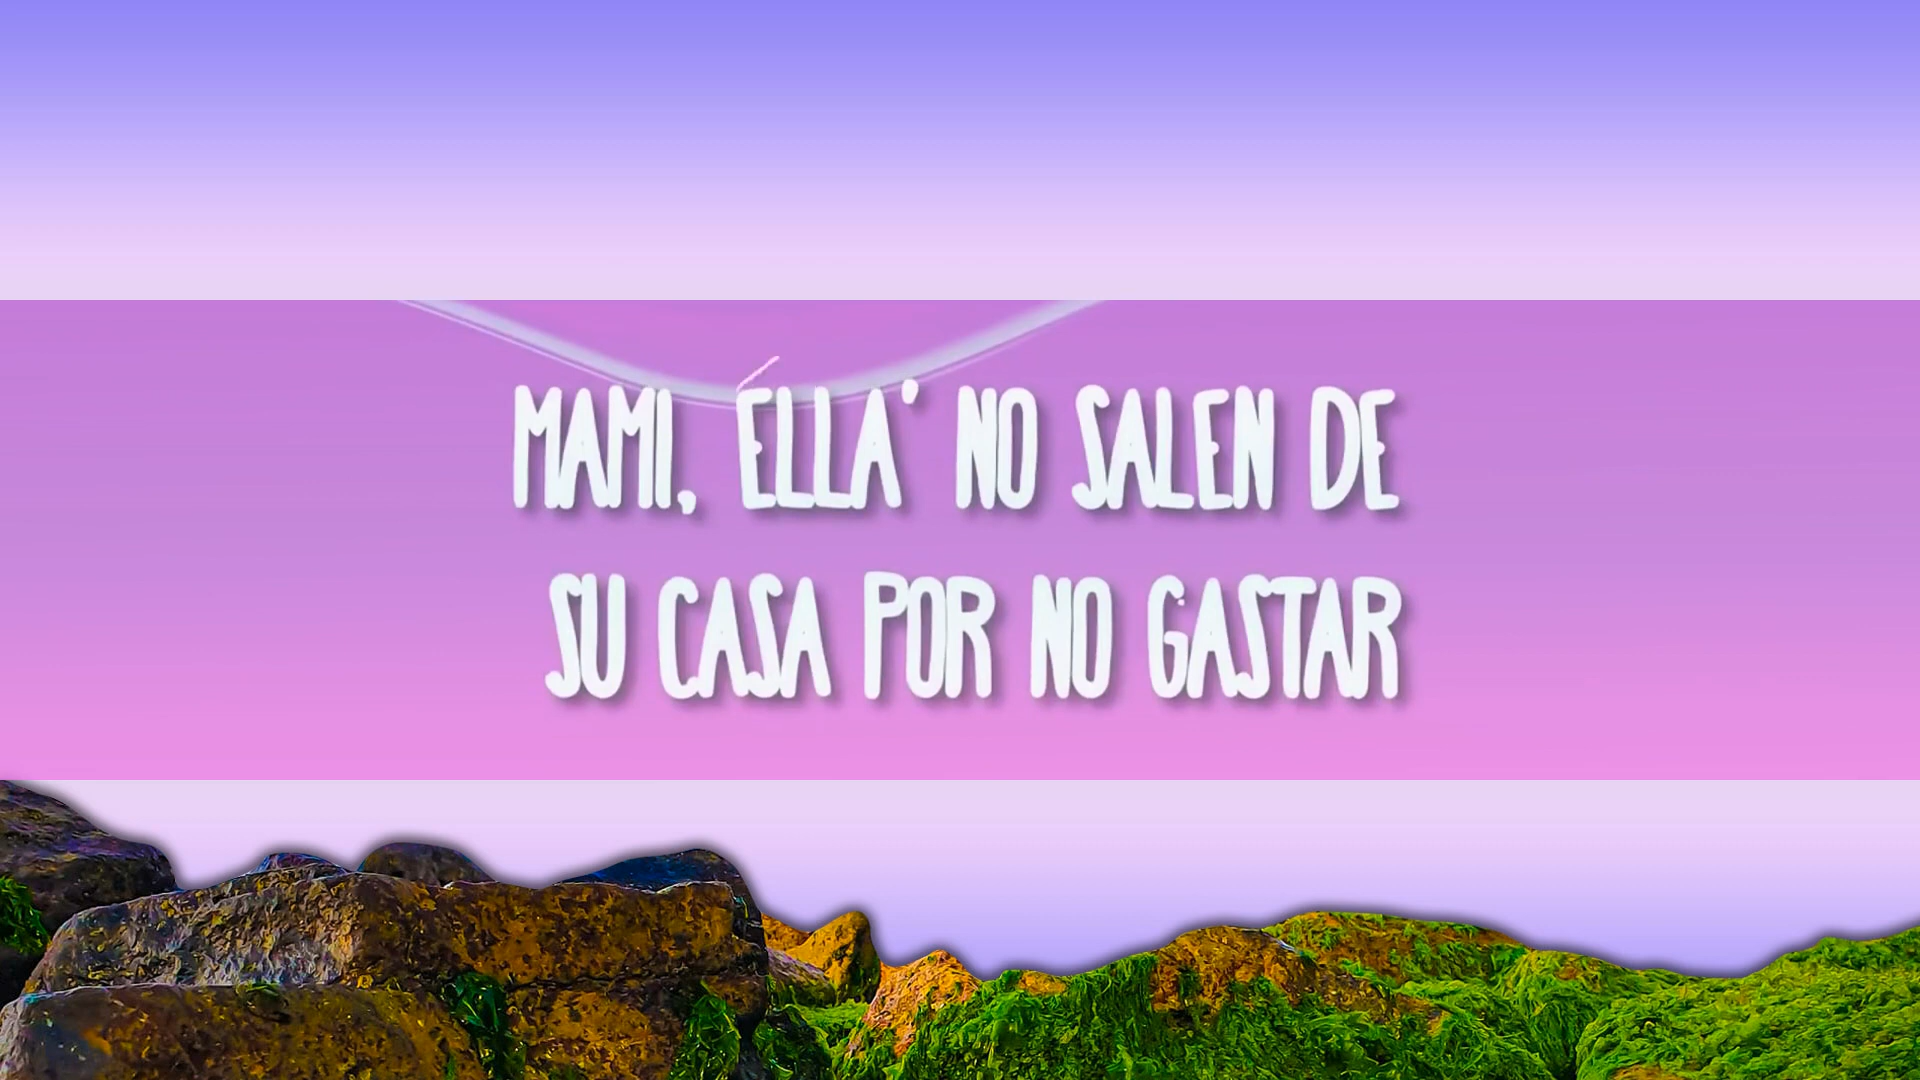 MAMI, ÉLLA' NO SALEN DE
SU CASA POR NO GASTAR